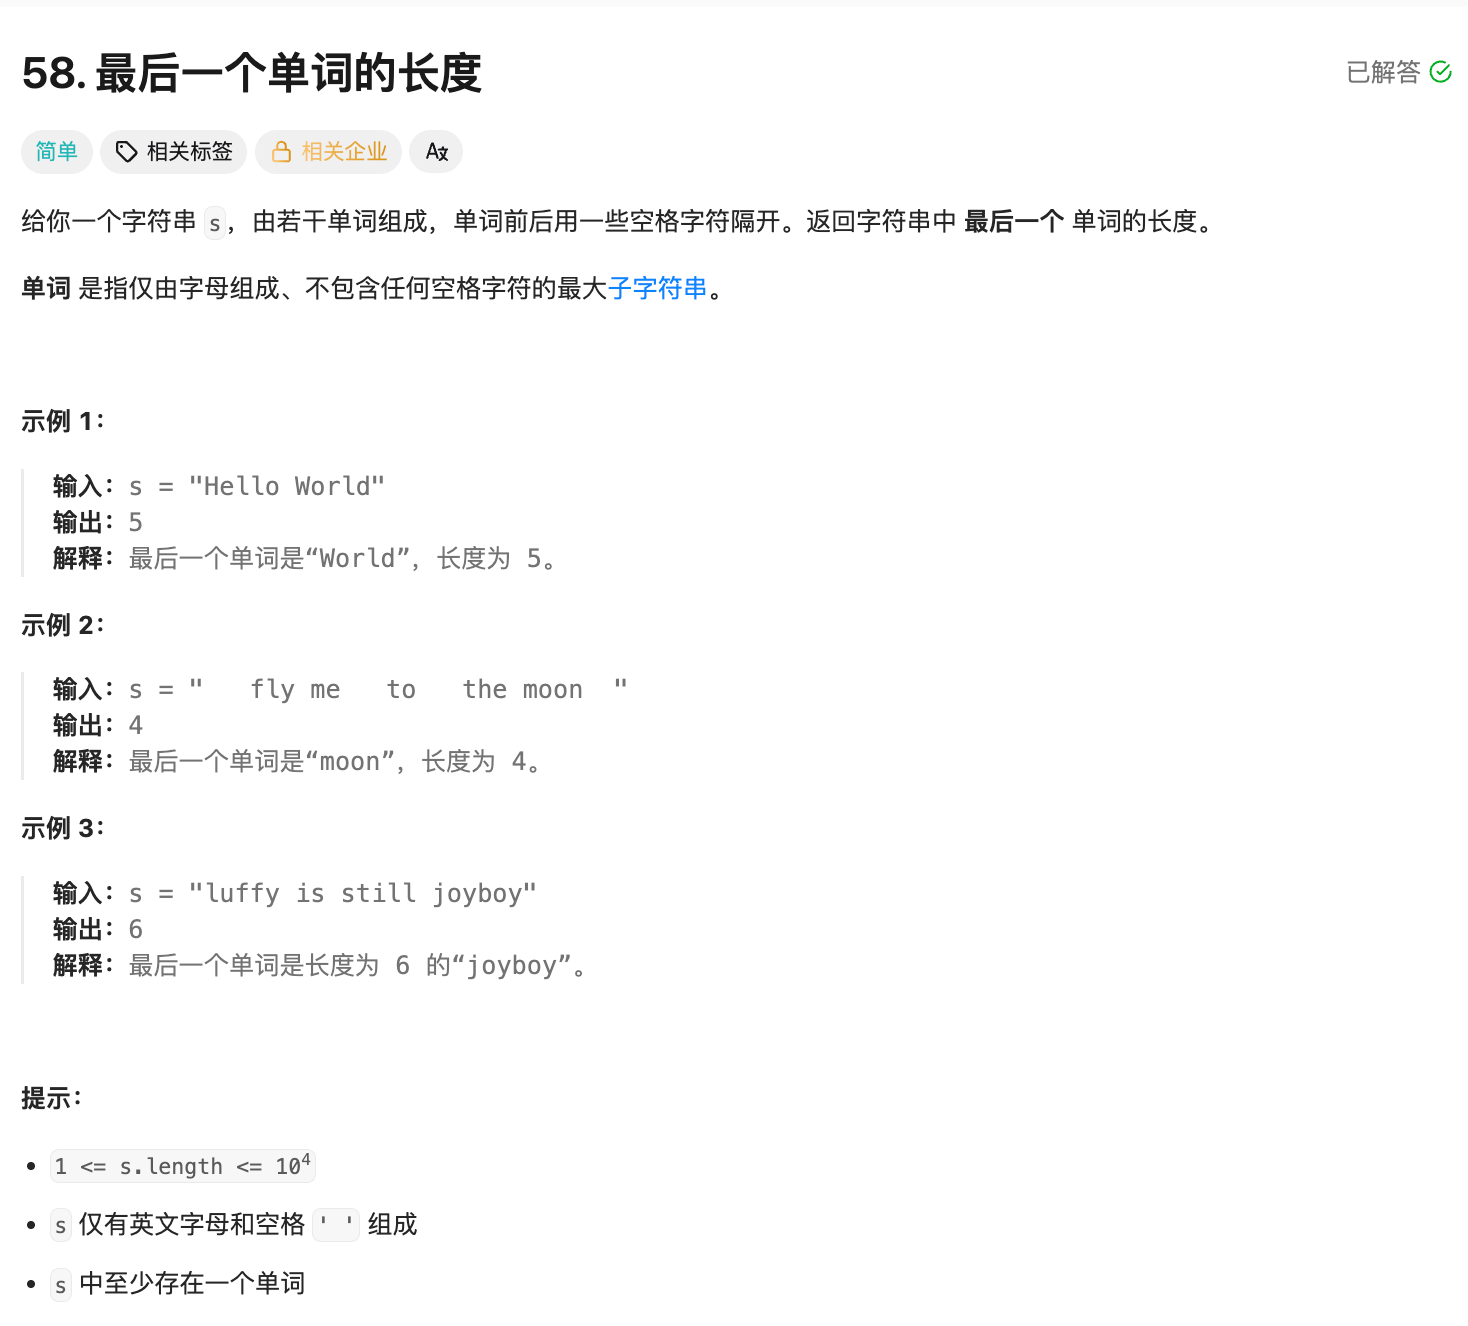 58. 最后一个单词的长度
已解答
简单 相关标签 相关企业
给你一个字符串 s，由若干单词组成，单词前后用一些空格字符隔开。返回字符串中 最后一个 单词的长度。
单词 是指仅由字母组成、不包含任何空格字符的最大子字符串。
示例 1：
输入：s = "Hello World"
输出：5
解释：最后一个单词是“World”，长度为 5。
示例 2：
输入：s = "   fly me   to   the moon  "
输出：4
解释：最后一个单词是“moon”，长度为 4。
示例 3：
输入：s = "luffy is still joyboy"
输出：6
解释：最后一个单词是长度为 6 的“joyboy”。
提示：
• 1 <= s.length <= 10⁴
• s 仅有英文字母和空格 ' ' 组成
• s 中至少存在一个单词